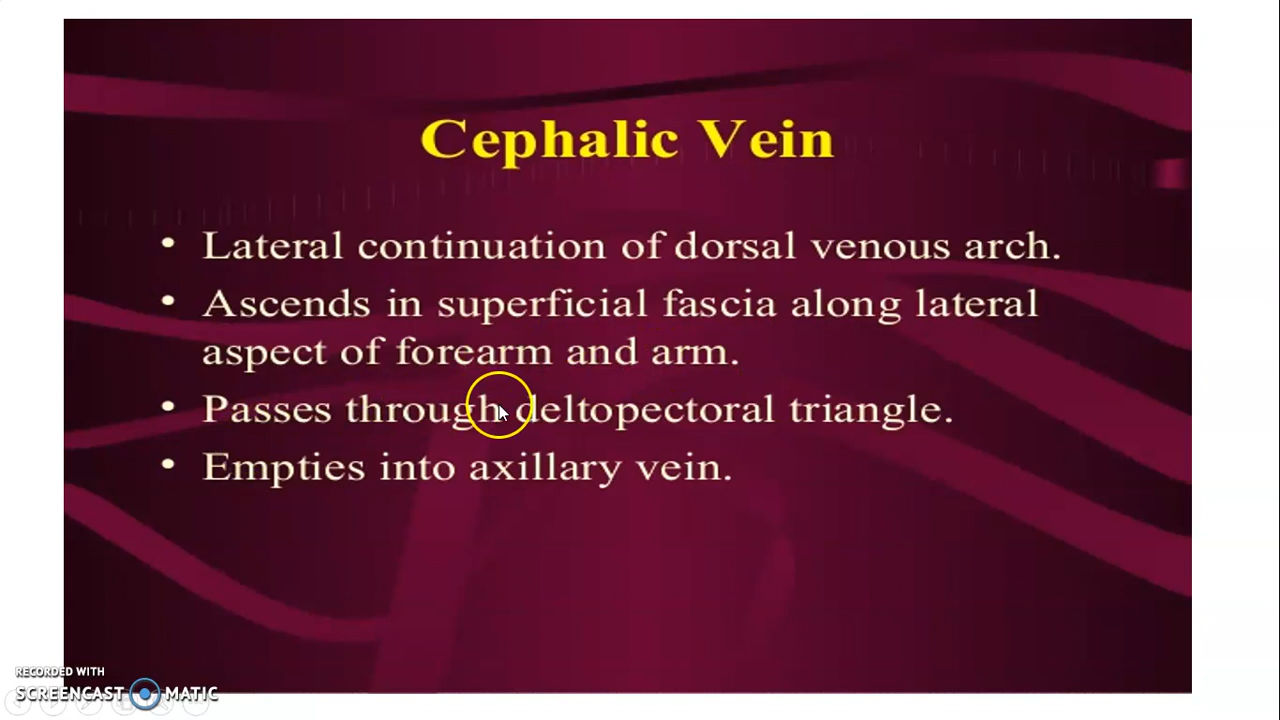 Cephalic Vein
• Lateral continuation of dorsal venous arch.
• Ascends in superficial fascia along lateral
aspect of forearm and arm.
• Passes through deltopectoral triangle.
• Empties into axillary vein.
RECORDED WITH
SCREENCAST MATIC